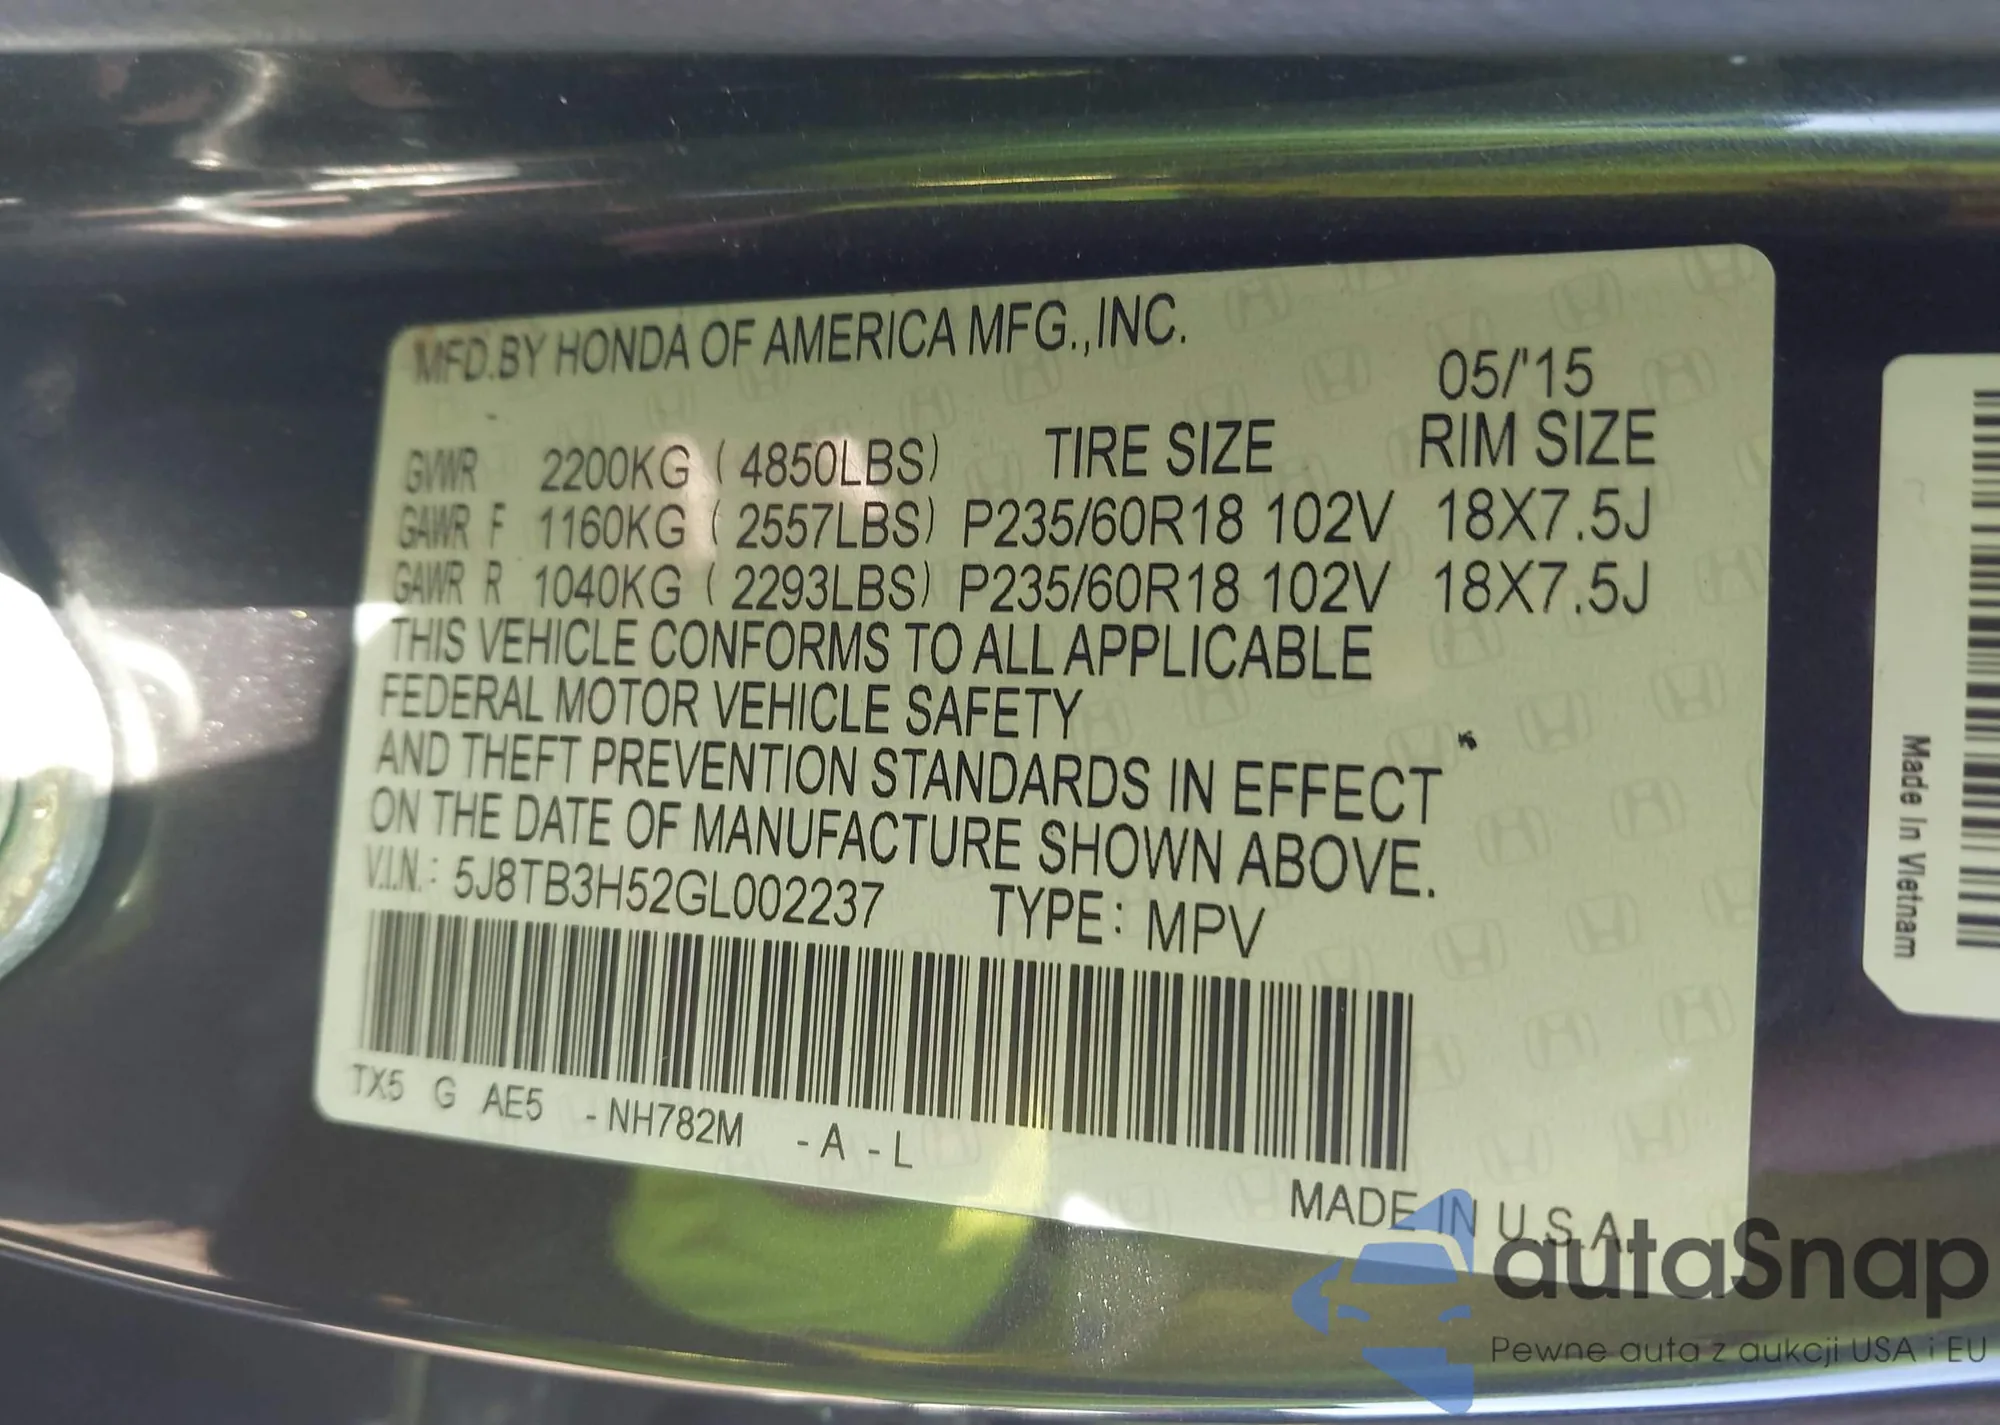 MFD.BY HONDA OF AMERICA MFG.,INC.
05/'15
GVWR 2200KG ( 4850LBS) TIRE SIZE RIM SIZE
GAWR F 1160KG ( 2557LBS) P235/60R18 102V 18X7.5J
GAWR R 1040KG ( 2293LBS) P235/60R18 102V 18X7.5J
THIS VEHICLE CONFORMS TO ALL APPLICABLE
FEDERAL MOTOR VEHICLE SAFETY
AND THEFT PREVENTION STANDARDS IN EFFECT
ON THE DATE OF MANUFACTURE SHOWN ABOVE.
V.I.N.: 5J8TB3H52GL002237 TYPE: MPV
TX5 G AE5 -NH782M -A -L
MADE IN U.S.A.
Made In Vietnam
autaSnap
Pewne auta z aukcji USA i EU